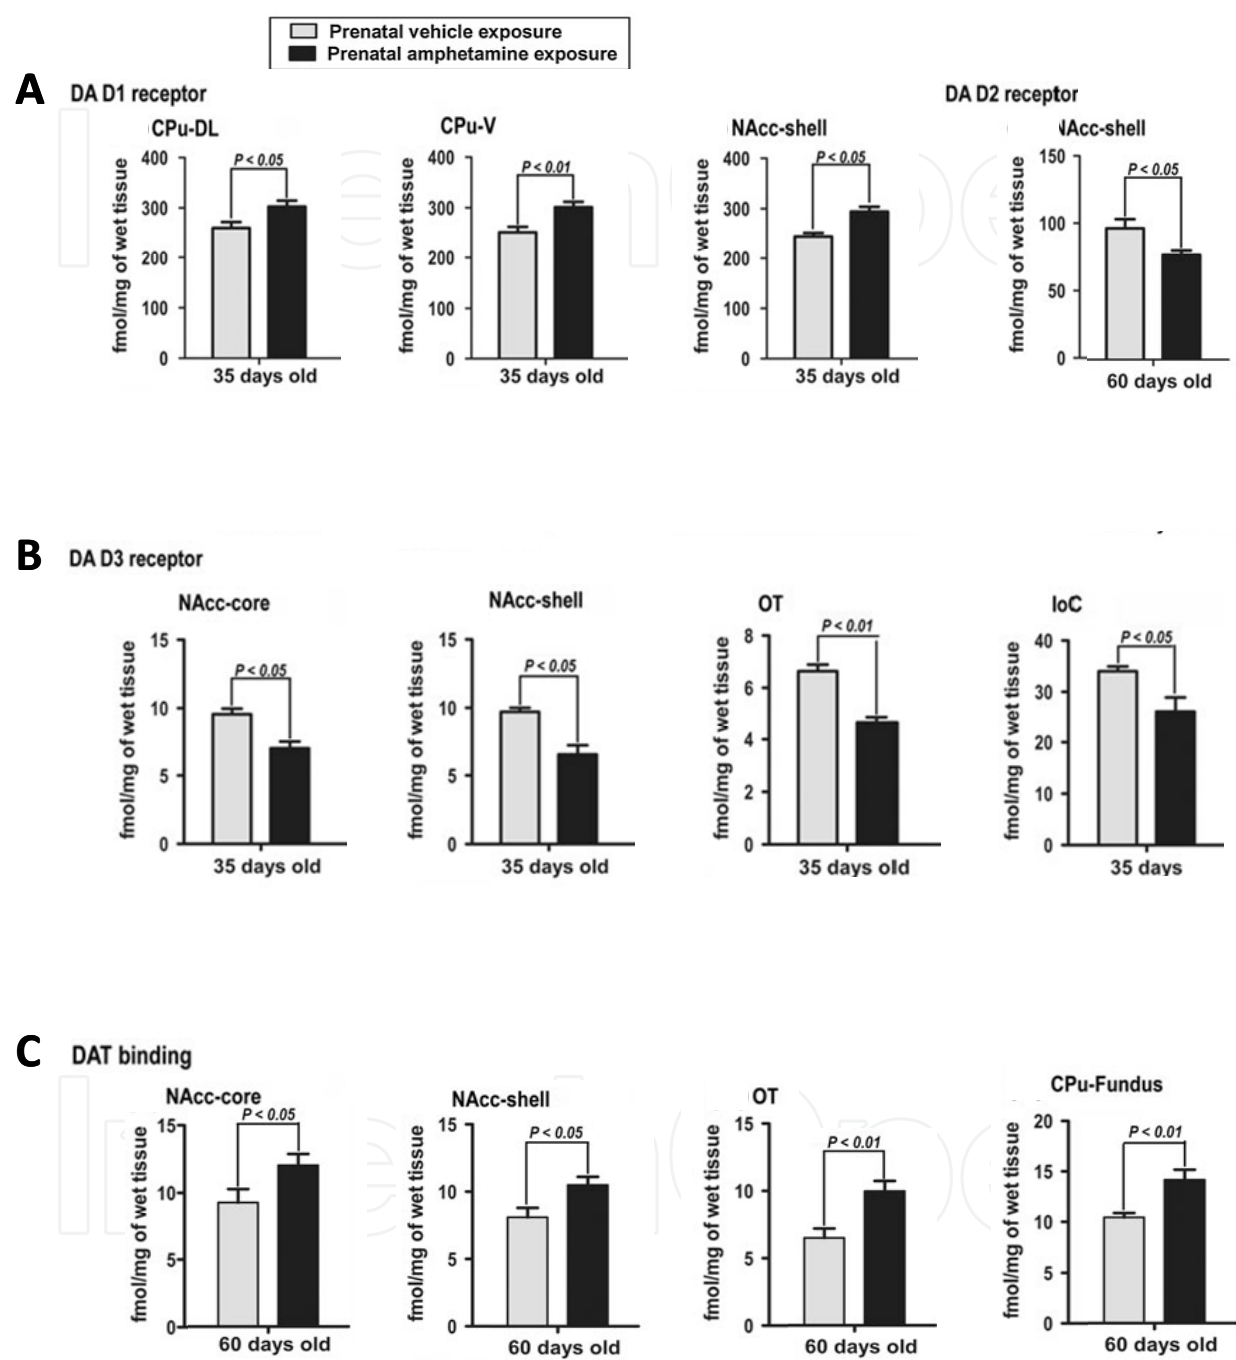 Prenatal vehicle exposure
Prenatal amphetamine exposure
A
DA D1 receptor
DA D2 receptor
CPu-DL
CPu-V
NAcc-shell
NAcc-shell
fmol/mg of wet tissue
400
300
200
100
0
P < 0.05
35 days old
fmol/mg of wet tissue
400
300
200
100
0
P < 0.01
35 days old
fmol/mg of wet tissue
400
300
200
100
0
P < 0.05
35 days old
fmol/mg of wet tissue
150
100
50
0
P < 0.05
60 days old
B
DA D3 receptor
NAcc-core
NAcc-shell
OT
IoC
fmol/mg of wet tissue
15
10
5
0
P < 0.05
35 days old
fmol/mg of wet tissue
15
10
5
0
P < 0.05
35 days old
fmol/mg of wet tissue
8
6
4
2
0
P < 0.01
35 days old
fmol/mg of wet tissue
40
30
20
10
0
P < 0.05
35 days
C
DAT binding
NAcc-core
NAcc-shell
OT
CPu-Fundus
fmol/mg of wet tissue
15
10
5
0
P < 0.05
60 days old
fmol/mg of wet tissue
15
10
5
0
P < 0.05
60 days old
fmol/mg of wet tissue
15
10
5
0
P < 0.01
60 days old
fmol/mg of wet tissue
20
15
10
5
0
P < 0.01
60 days old